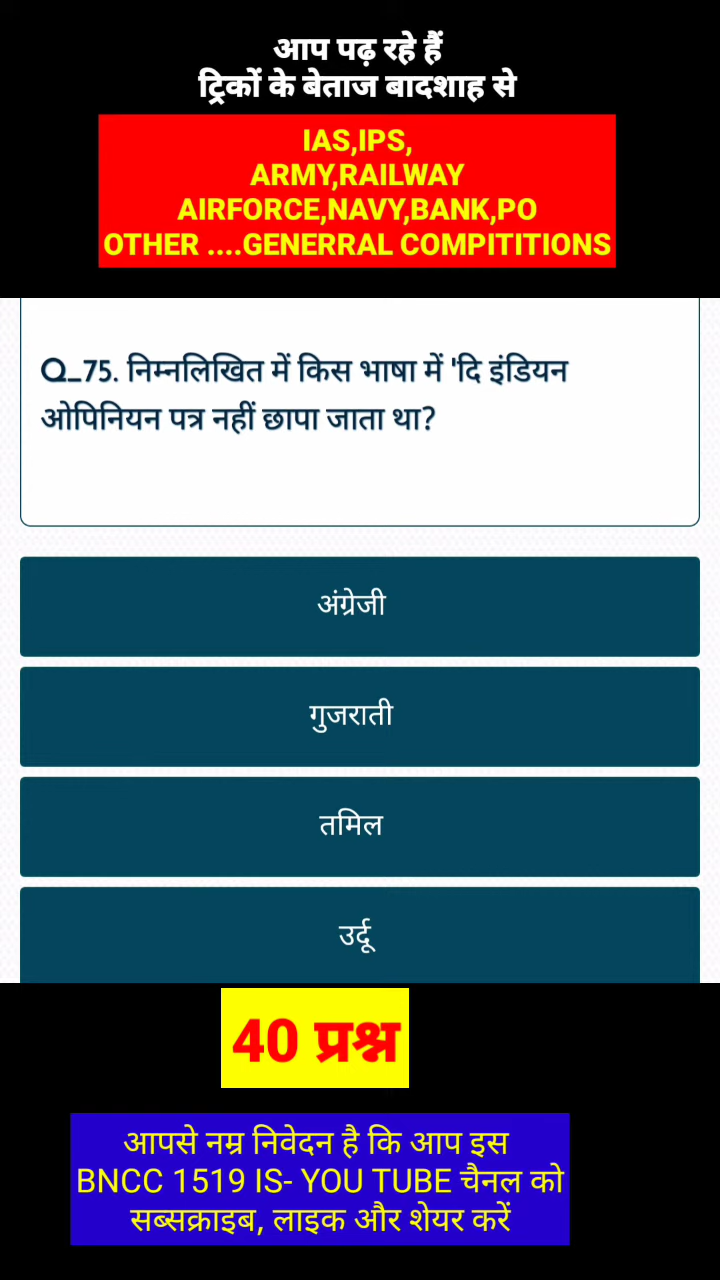 आप पढ़ रहे हैं
ट्रिकों के बेताज बादशाह से
IAS,IPS,
ARMY,RAILWAY
AIRFORCE,NAVY,BANK,PO
OTHER ....GENERRAL COMPITITIONS
Q_75. निम्नलिखित में किस भाषा में 'दि इंडियन
ओपिनियन पत्र नहीं छापा जाता था?
अंग्रेजी
गुजराती
तमिल
उर्दू
40 प्रश्न
आपसे नम्र निवेदन है कि आप इस
BNCC 1519 IS- YOU TUBE चैनल को
सब्सक्राइब, लाइक और शेयर करें